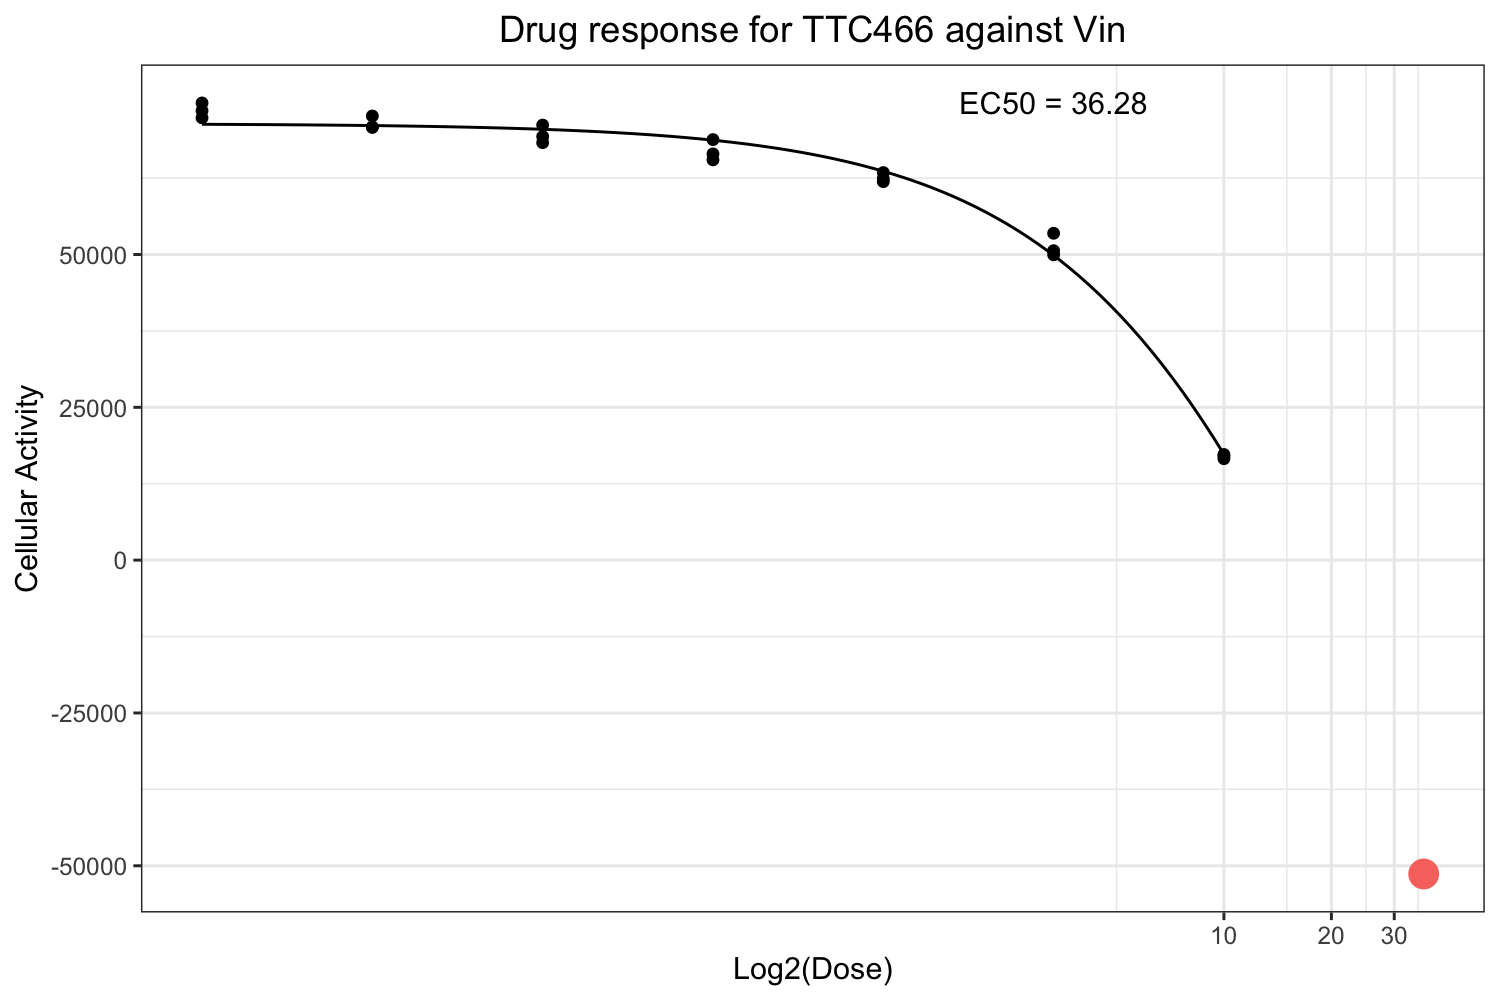 Drug response for TTC466 against Vin
EC50 = 36.28
Cellular Activity
50000
25000
0
-25000
-50000
10 20 30
Log2(Dose)